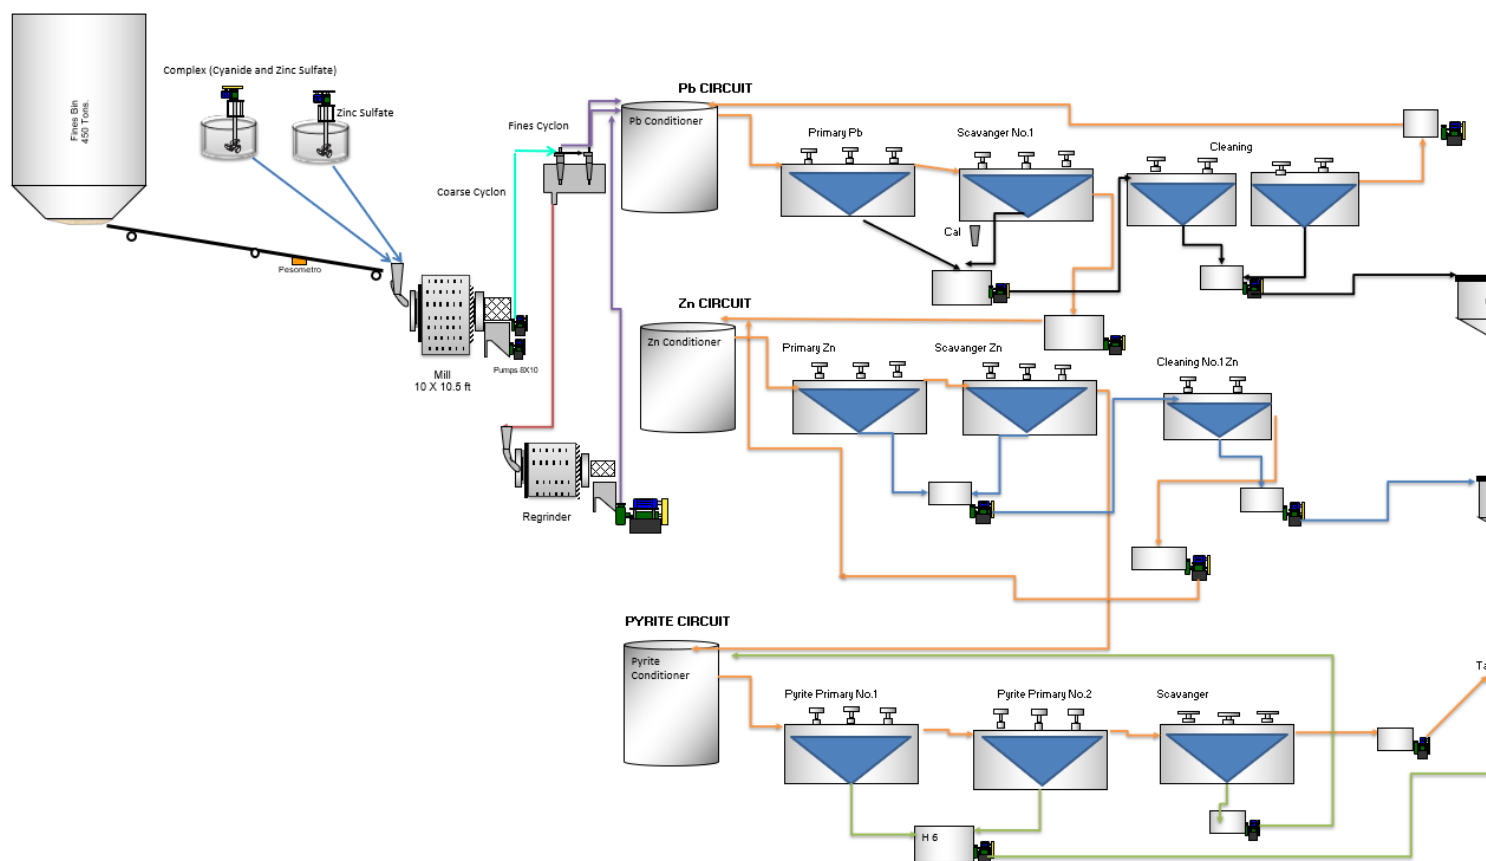 Complex (Cyanide and Zinc Sulfate)
Zinc Sulfate
Fines Bin
450 Tons.
Pesometro
Mill
10 X 10.5 ft
Pumps 8X10
Coarse Cyclon
Fines Cyclon
Regrinder
Pb CIRCUIT
Pb Conditioner
Primary Pb
Scavanger No.1
Cleaning
Cal
Zn CIRCUIT
Zn Conditioner
Primary Zn
Scavanger Zn
Cleaning No.1 Zn
PYRITE CIRCUIT
Pyrite
Conditioner
Pyrite Primary No.1
Pyrite Primary No.2
Scavanger
Ta
H 6